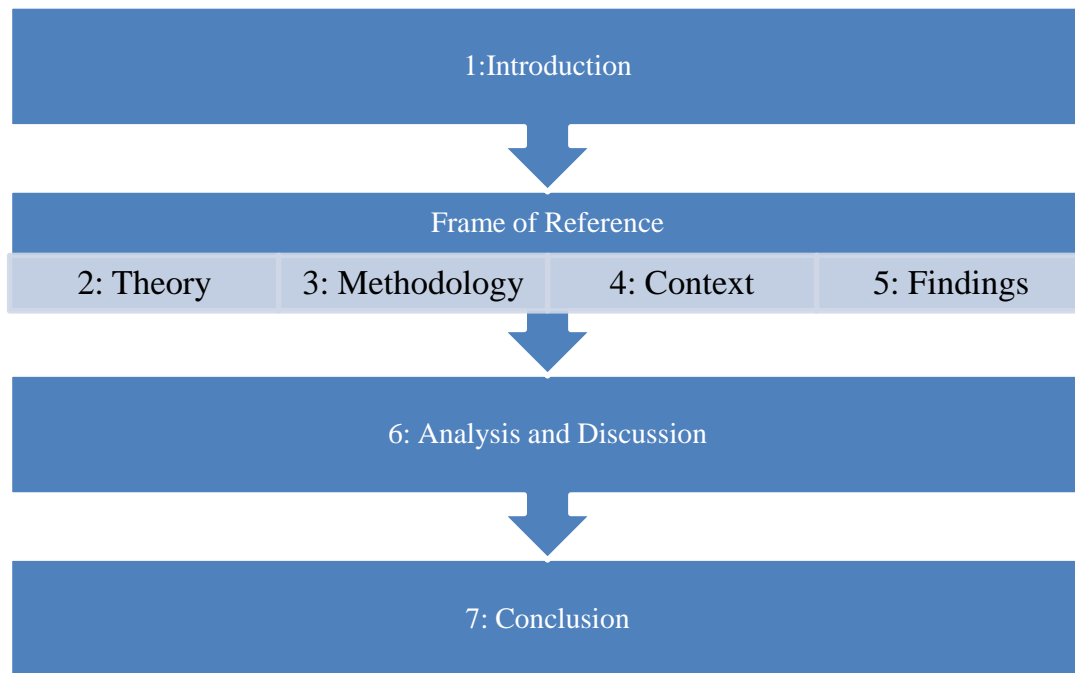 1:Introduction
Frame of Reference
2: Theory
3: Methodology
4: Context
5: Findings
6: Analysis and Discussion
7: Conclusion